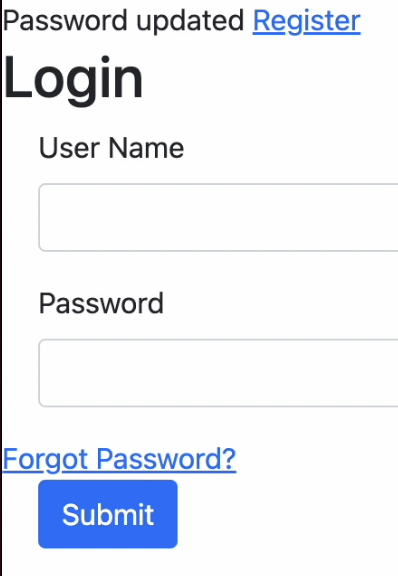 Password updated Register
Login
User Name
Password
Forgot Password?
Submit